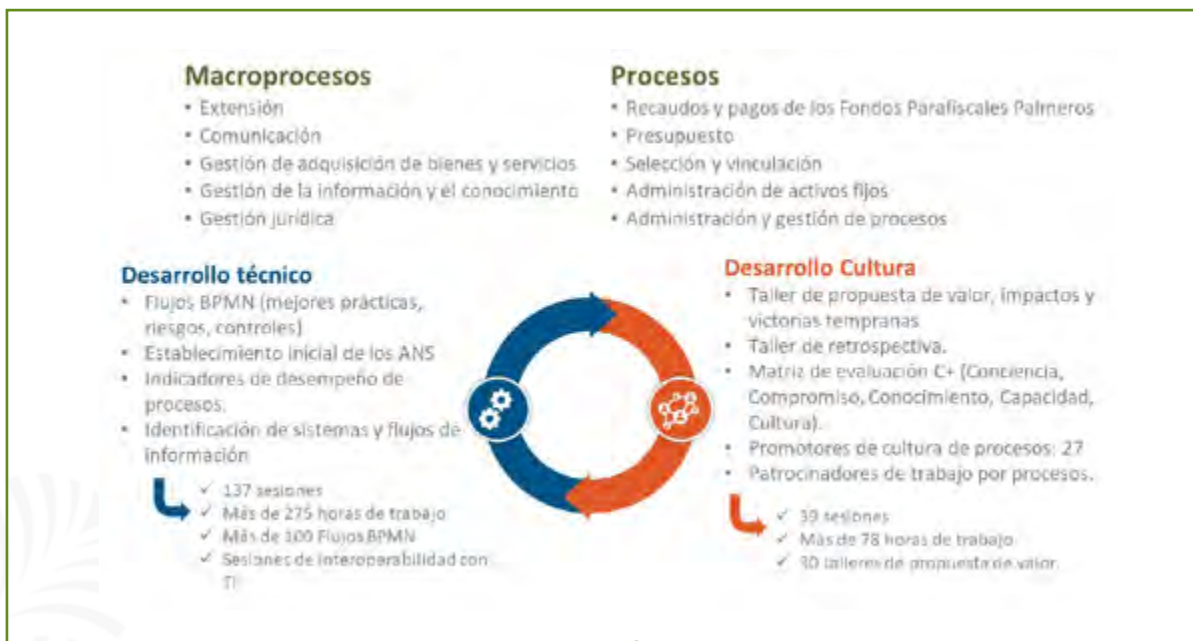 Macroprocesos
• Extensión
• Comunicación
• Gestión de adquisición de bienes y servicios
• Gestión de la información y el conocimiento
• Gestión jurídica
Procesos
• Recaudos y pagos de los Fondos Parafiscales Palmeros
• Presupuesto
• Selección y vinculación
• Administración de activos fijos
• Administración y gestión de procesos
Desarrollo técnico
• Flujos BPMN (mejores prácticas,
riesgos, controles)
• Establecimiento inicial de los ANS
• Indicadores de desempeño de
procesos.
• Identificación de sistemas y flujos de
información
✓ 137 sesiones
✓ Más de 275 horas de trabajo
✓ Más de 100 Flujos BPMN
✓ Sesiones de interoperabilidad con
TI
Desarrollo Cultura
• Taller de propuesta de valor, impactos y
victorias tempranas
• Taller de retrospectiva.
• Matriz de evaluación C+ (Conciencia,
Compromiso, Conocimiento, Capacidad,
Cultura).
• Promotores de cultura de procesos: 27
• Patrocinadores de trabajo por procesos.
✓ 39 sesiones
✓ Más de 78 horas de trabajo
✓ 30 talleres de propuesta de valor